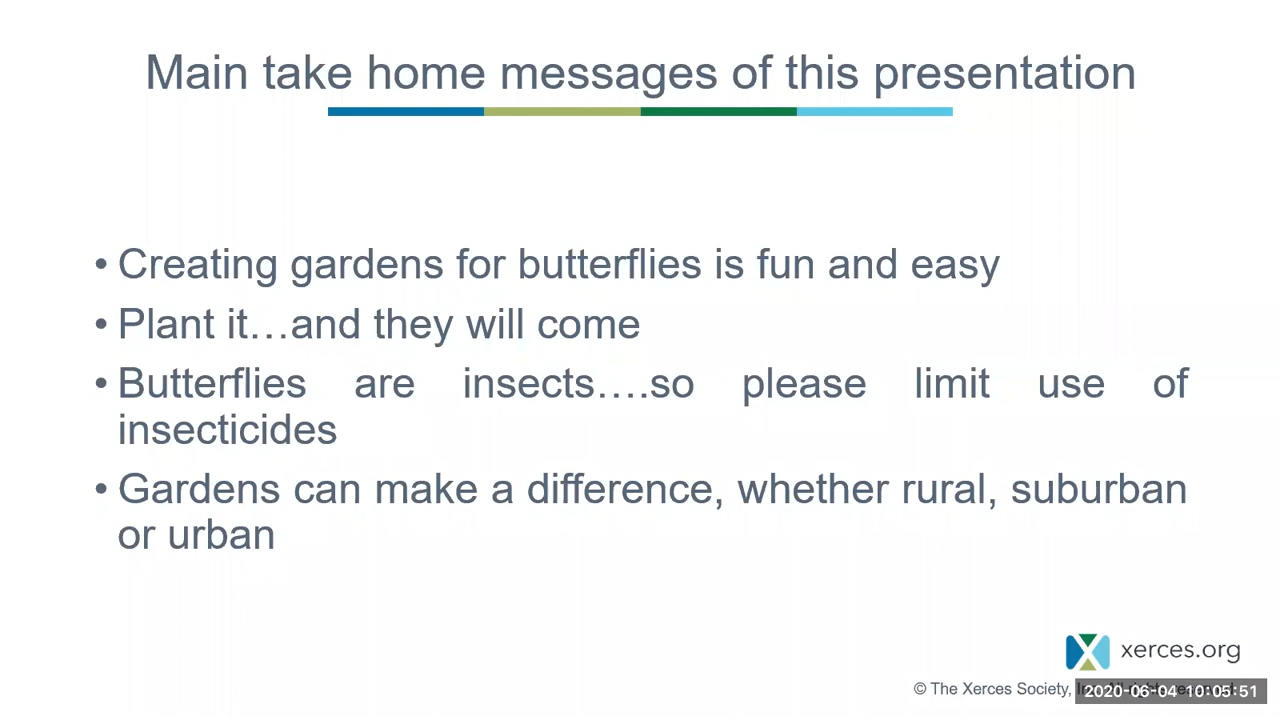 Main take home messages of this presentation
• Creating gardens for butterflies is fun and easy
• Plant it…and they will come
• Butterflies are insects….so please limit use of
insecticides
• Gardens can make a difference, whether rural, suburban
or urban
xerces.org
© The Xerces Society,
2020-06-04 10:05:51